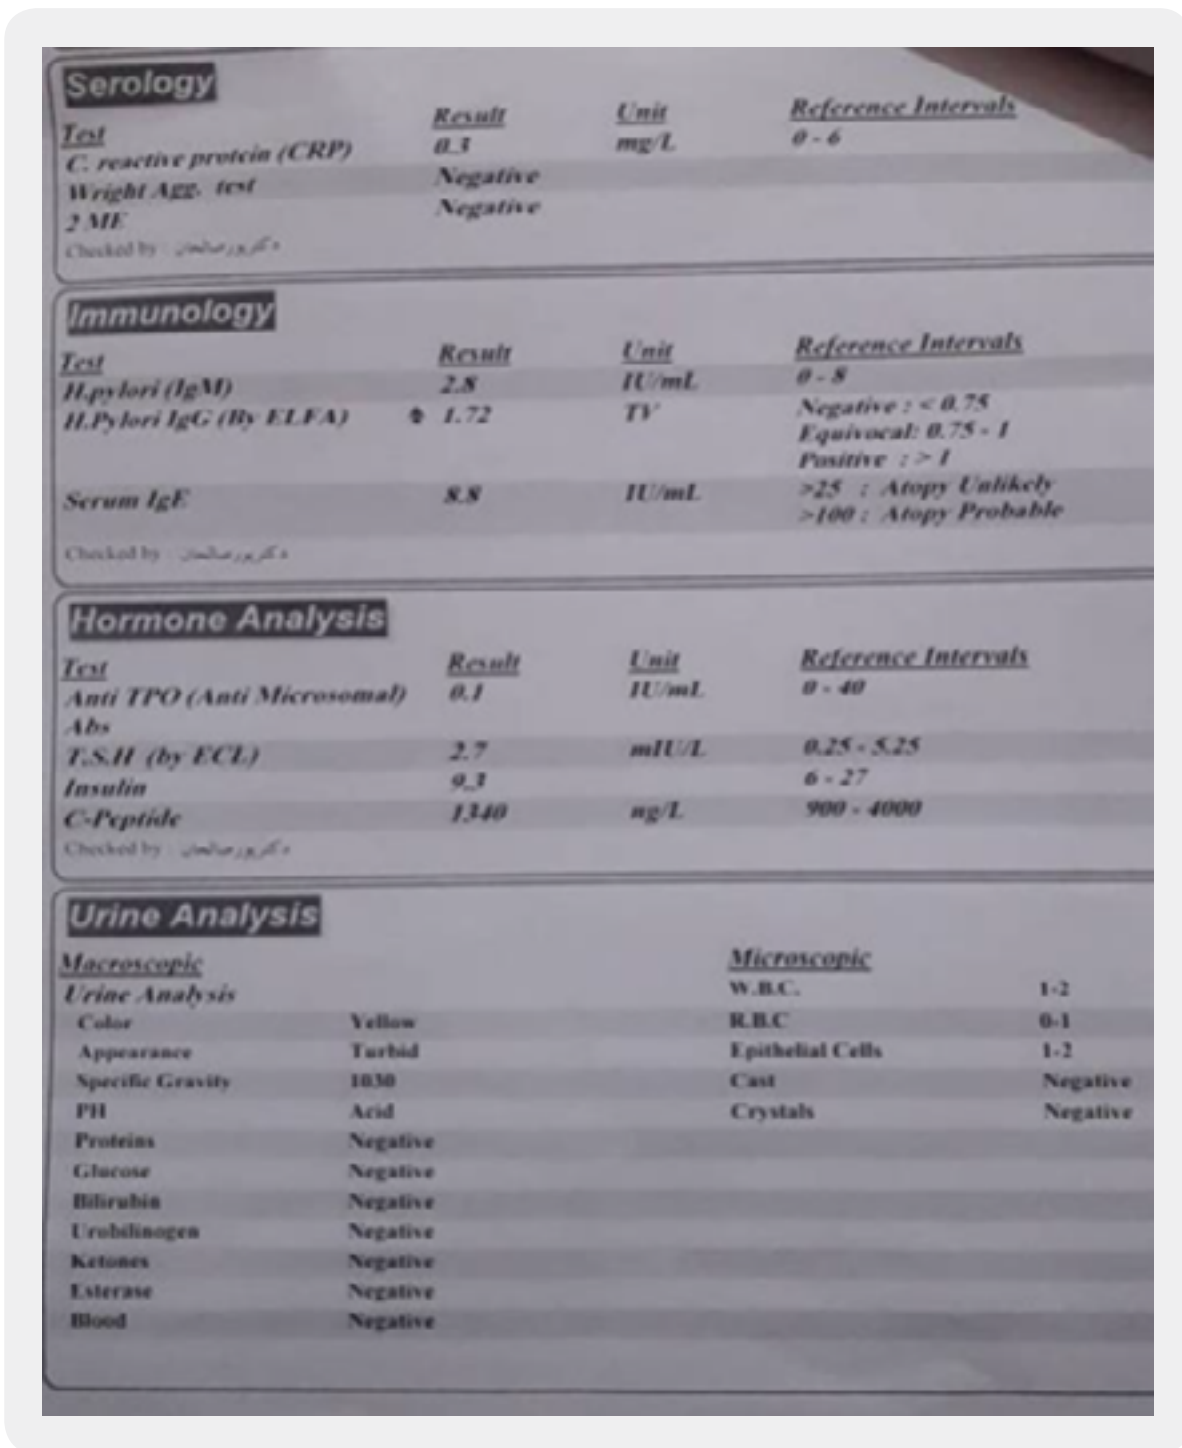 Serology
Test Result Unit Reference Intervals
C. reactive protein (CRP) 0.3 mg/L 0 - 6
Wright Agg. test Negative
2 ME Negative
Checked by :
Immunology
Test Result Unit Reference Intervals
H.pylori (IgM) 2.8 IU/mL 0 - 8
H.Pylori IgG (By ELFA) 1.72 TV Negative : < 0.75
Equivocal: 0.75 - 1
Positive : > 1
Serum IgE 8.8 IU/mL >25 : Atopy Unlikely
>100 : Atopy Probable
Checked by :
Hormone Analysis
Test Result Unit Reference Intervals
Anti TPO (Anti Microsomal) 0.1 IU/mL 0 - 40
Abs
T.S.H (by ECL) 2.7 mIU/L 0.25 - 5.25
Insulin 9.3 6 - 27
C-Peptide 1340 ng/L 900 - 4000
Checked by :
Urine Analysis
Macroscopic Microscopic
Urine Analysis W.B.C. 1-2
Color Yellow R.B.C 0-1
Appearance Turbid Epithelial Cells 1-2
Specific Gravity 1030 Cast Negative
PH Acid Crystals Negative
Proteins Negative
Glucose Negative
Bilirubin Negative
Urobilinogen Negative
Ketones Negative
Esterase Negative
Blood Negative